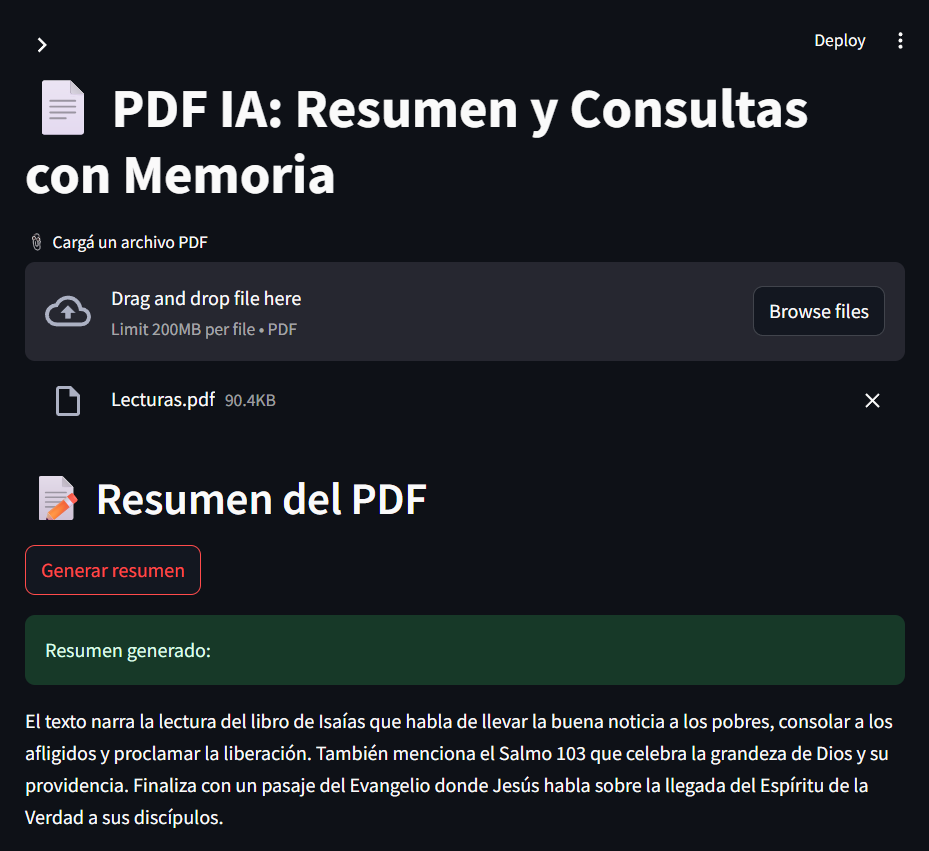 Deploy
PDF IA: Resumen y Consultas
con Memoria
Cargá un archivo PDF
Drag and drop file here
Limit 200MB per file • PDF
Browse files
Lecturas.pdf 90.4KB
Resumen del PDF
Generar resumen
Resumen generado:
El texto narra la lectura del libro de Isaías que habla de llevar la buena noticia a los pobres, consolar a los
afligidos y proclamar la liberación. También menciona el Salmo 103 que celebra la grandeza de Dios y su
providencia. Finaliza con un pasaje del Evangelio donde Jesús habla sobre la llegada del Espíritu de la
Verdad a sus discípulos.